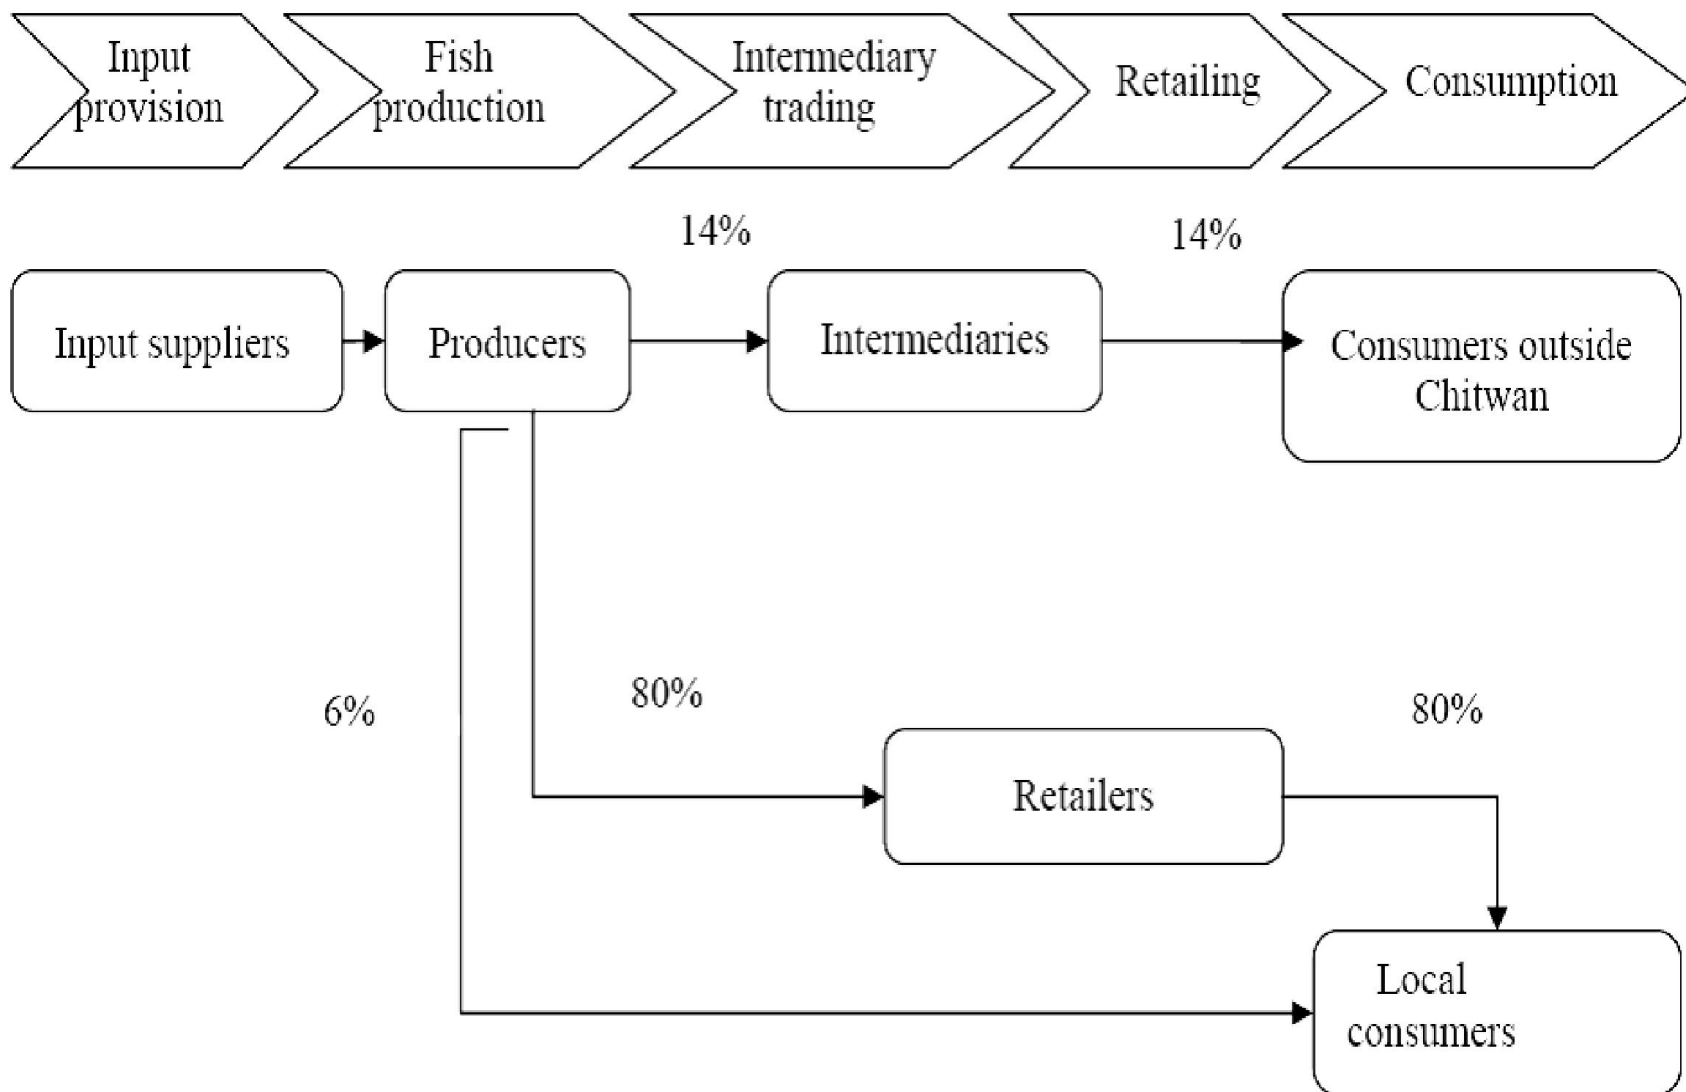 Input
provision
Fish
production
Intermediary
trading
Retailing
Consumption
14%
14%
Input suppliers
Producers
Intermediaries
Consumers outside
Chitwan
6%
80%
80%
Retailers
Local
consumers